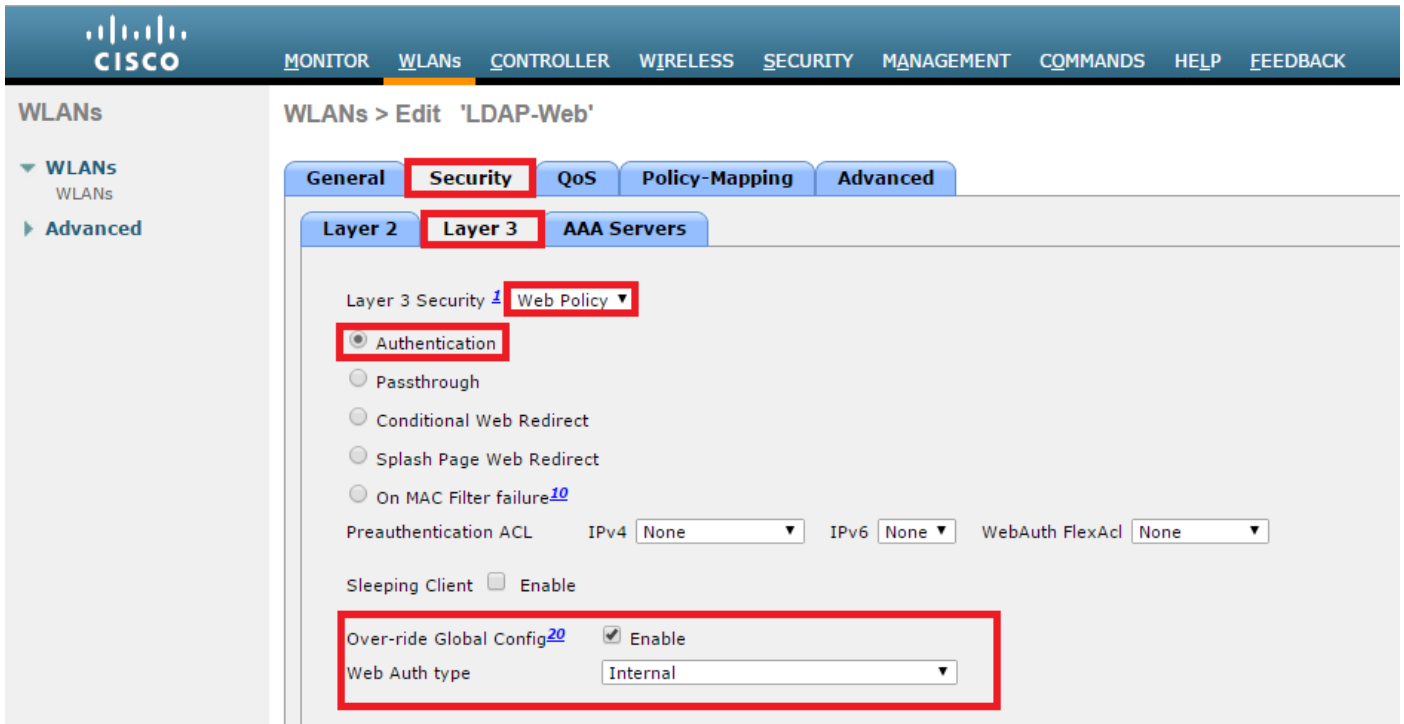 CISCO
MONITOR WLANs CONTROLLER WIRELESS SECURITY MANAGEMENT COMMANDS HELP FEEDBACK
WLANs
WLANs > Edit 'LDAP-Web'
WLANs
WLANs
Advanced
General Security QoS Policy-Mapping Advanced
Layer 2 Layer 3 AAA Servers
Layer 3 Security 1 Web Policy
Authentication
Passthrough
Conditional Web Redirect
Splash Page Web Redirect
On MAC Filter failure10
Preauthentication ACL IPv4 None IPv6 None WebAuth FlexAcl None
Sleeping Client Enable
Over-ride Global Config20 Enable
Web Auth type Internal